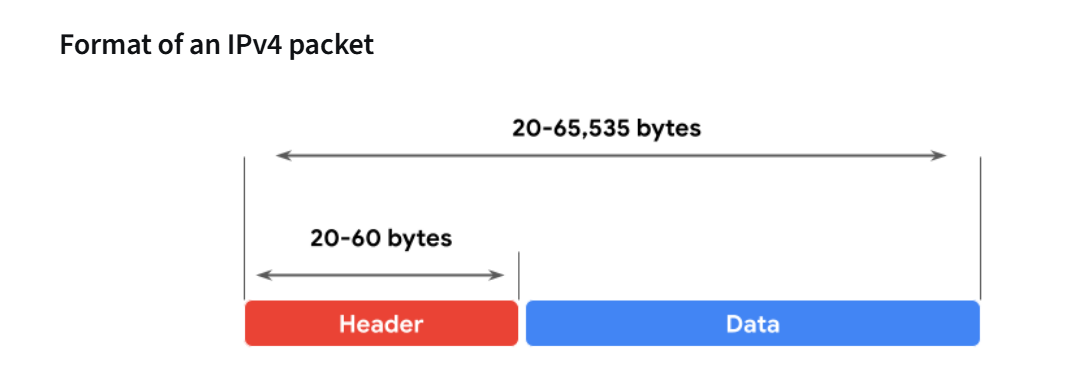 Format of an IPv4 packet
20-65,535 bytes
20-60 bytes
Header
Data